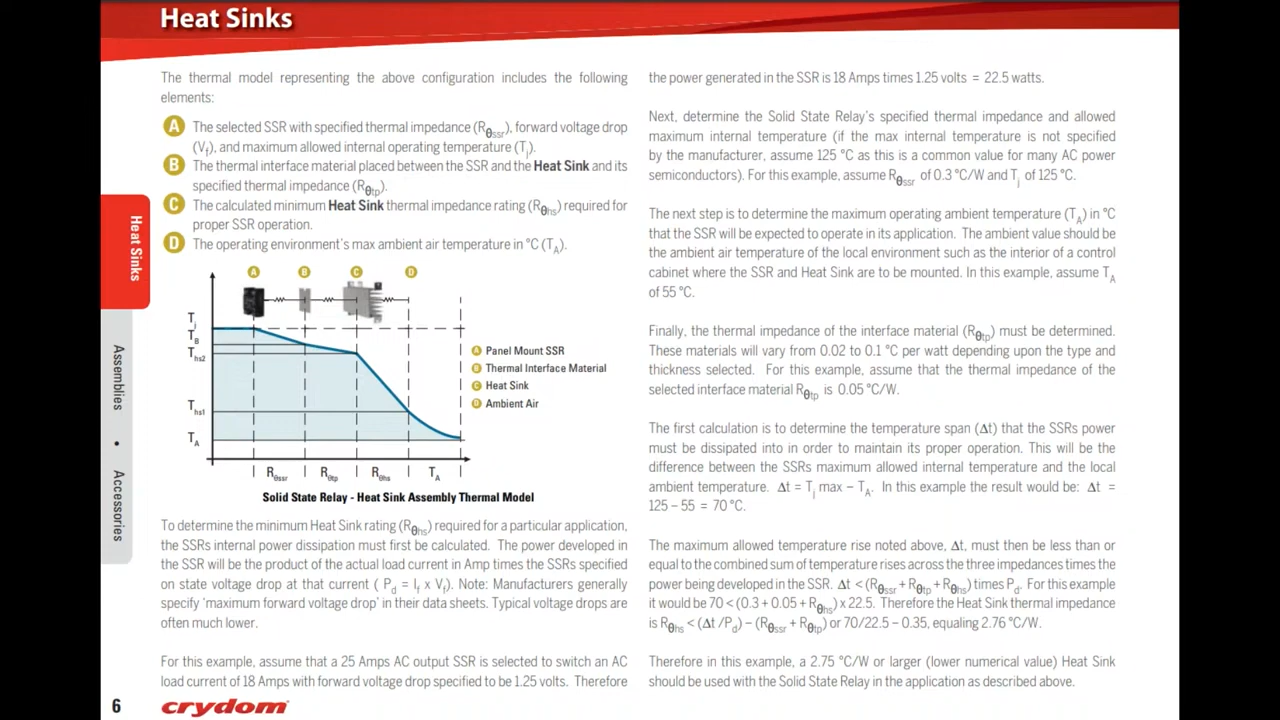 Heat Sinks
The thermal model representing the above configuration includes the following
elements:
A The selected SSR with specified thermal impedance (Rθssr), forward voltage drop
(Vf), and maximum allowed internal operating temperature (Tj).
B The thermal interface material placed between the SSR and the Heat Sink and its
specified thermal impedance (Rθtp).
C The calculated minimum Heat Sink thermal impedance rating (Rθhs) required for
proper SSR operation.
D The operating environment's max ambient air temperature in °C (TA).
A B C D
Tj
TB
Ths2
Ths1
TA
A Panel Mount SSR
B Thermal Interface Material
C Heat Sink
D Ambient Air
Rθssr Rθtp Rθhs TA
Solid State Relay - Heat Sink Assembly Thermal Model
To determine the minimum Heat Sink rating (Rθhs) required for a particular application,
the SSRs internal power dissipation must first be calculated. The power developed in
the SSR will be the product of the actual load current in Amp times the SSRs specified
on state voltage drop at that current ( Pd = If x Vf). Note: Manufacturers generally
specify 'maximum forward voltage drop' in their data sheets. Typical voltage drops are
often much lower.
For this example, assume that a 25 Amps AC output SSR is selected to switch an AC
load current of 18 Amps with forward voltage drop specified to be 1.25 volts. Therefore
the power generated in the SSR is 18 Amps times 1.25 volts = 22.5 watts.
Next, determine the Solid State Relay's specified thermal impedance and allowed
maximum internal temperature (if the max internal temperature is not specified
by the manufacturer, assume 125 °C as this is a common value for many AC power
semiconductors). For this example, assume Rθssr of 0.3 °C/W and Tj of 125 °C.
The next step is to determine the maximum operating ambient temperature (TA) in °C
that the SSR will be expected to operate in its application. The ambient value should be
the ambient air temperature of the local environment such as the interior of a control
cabinet where the SSR and Heat Sink are to be mounted. In this example, assume TA
of 55 °C.
Finally, the thermal impedance of the interface material (Rθtp) must be determined.
These materials will vary from 0.02 to 0.1 °C per watt depending upon the type and
thickness selected. For this example, assume that the thermal impedance of the
selected interface material Rθtp is 0.05 °C/W.
The first calculation is to determine the temperature span (Δt) that the SSRs power
must be dissipated into in order to maintain its proper operation. This will be the
difference between the SSRs maximum allowed internal temperature and the local
ambient temperature. Δt = Tj max – TA. In this example the result would be: Δt =
125 – 55 = 70 °C.
The maximum allowed temperature rise noted above, Δt, must then be less than or
equal to the combined sum of temperature rises across the three impedances times the
power being developed in the SSR. Δt < (Rθssr + Rθtp + Rθhs) times Pd. For this example
it would be 70 < (0.3 + 0.05 + Rθhs) x 22.5. Therefore the Heat Sink thermal impedance
is Rθhs < (Δt /Pd) – (Rθssr + Rθtp) or 70/22.5 – 0.35, equaling 2.76 °C/W.
Therefore in this example, a 2.75 °C/W or larger (lower numerical value) Heat Sink
should be used with the Solid State Relay in the application as described above.
Heat Sinks
Assemblies • Accessories
6 crydom